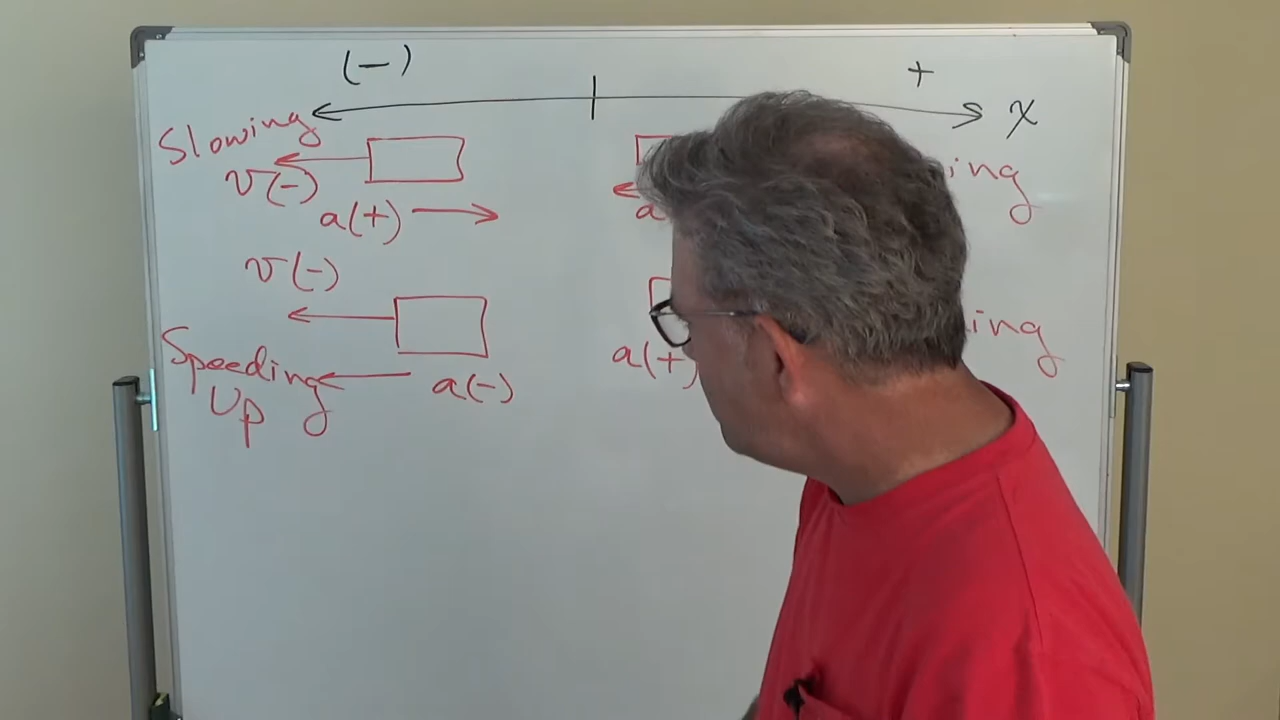 (-) +
x
Slowing
v(-)
a(+)
v(-)
a(+)
Speeding
Up
a(-)